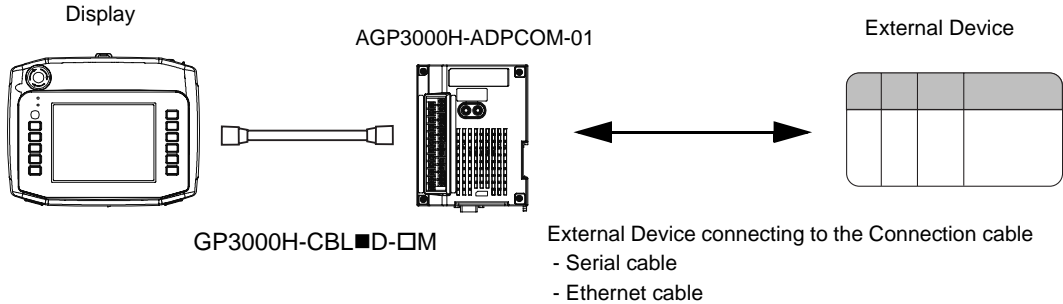 Display
AGP3000H-ADPCOM-01
External Device
GP3000H-CBL■D-□M
External Device connecting to the Connection cable
- Serial cable
- Ethernet cable